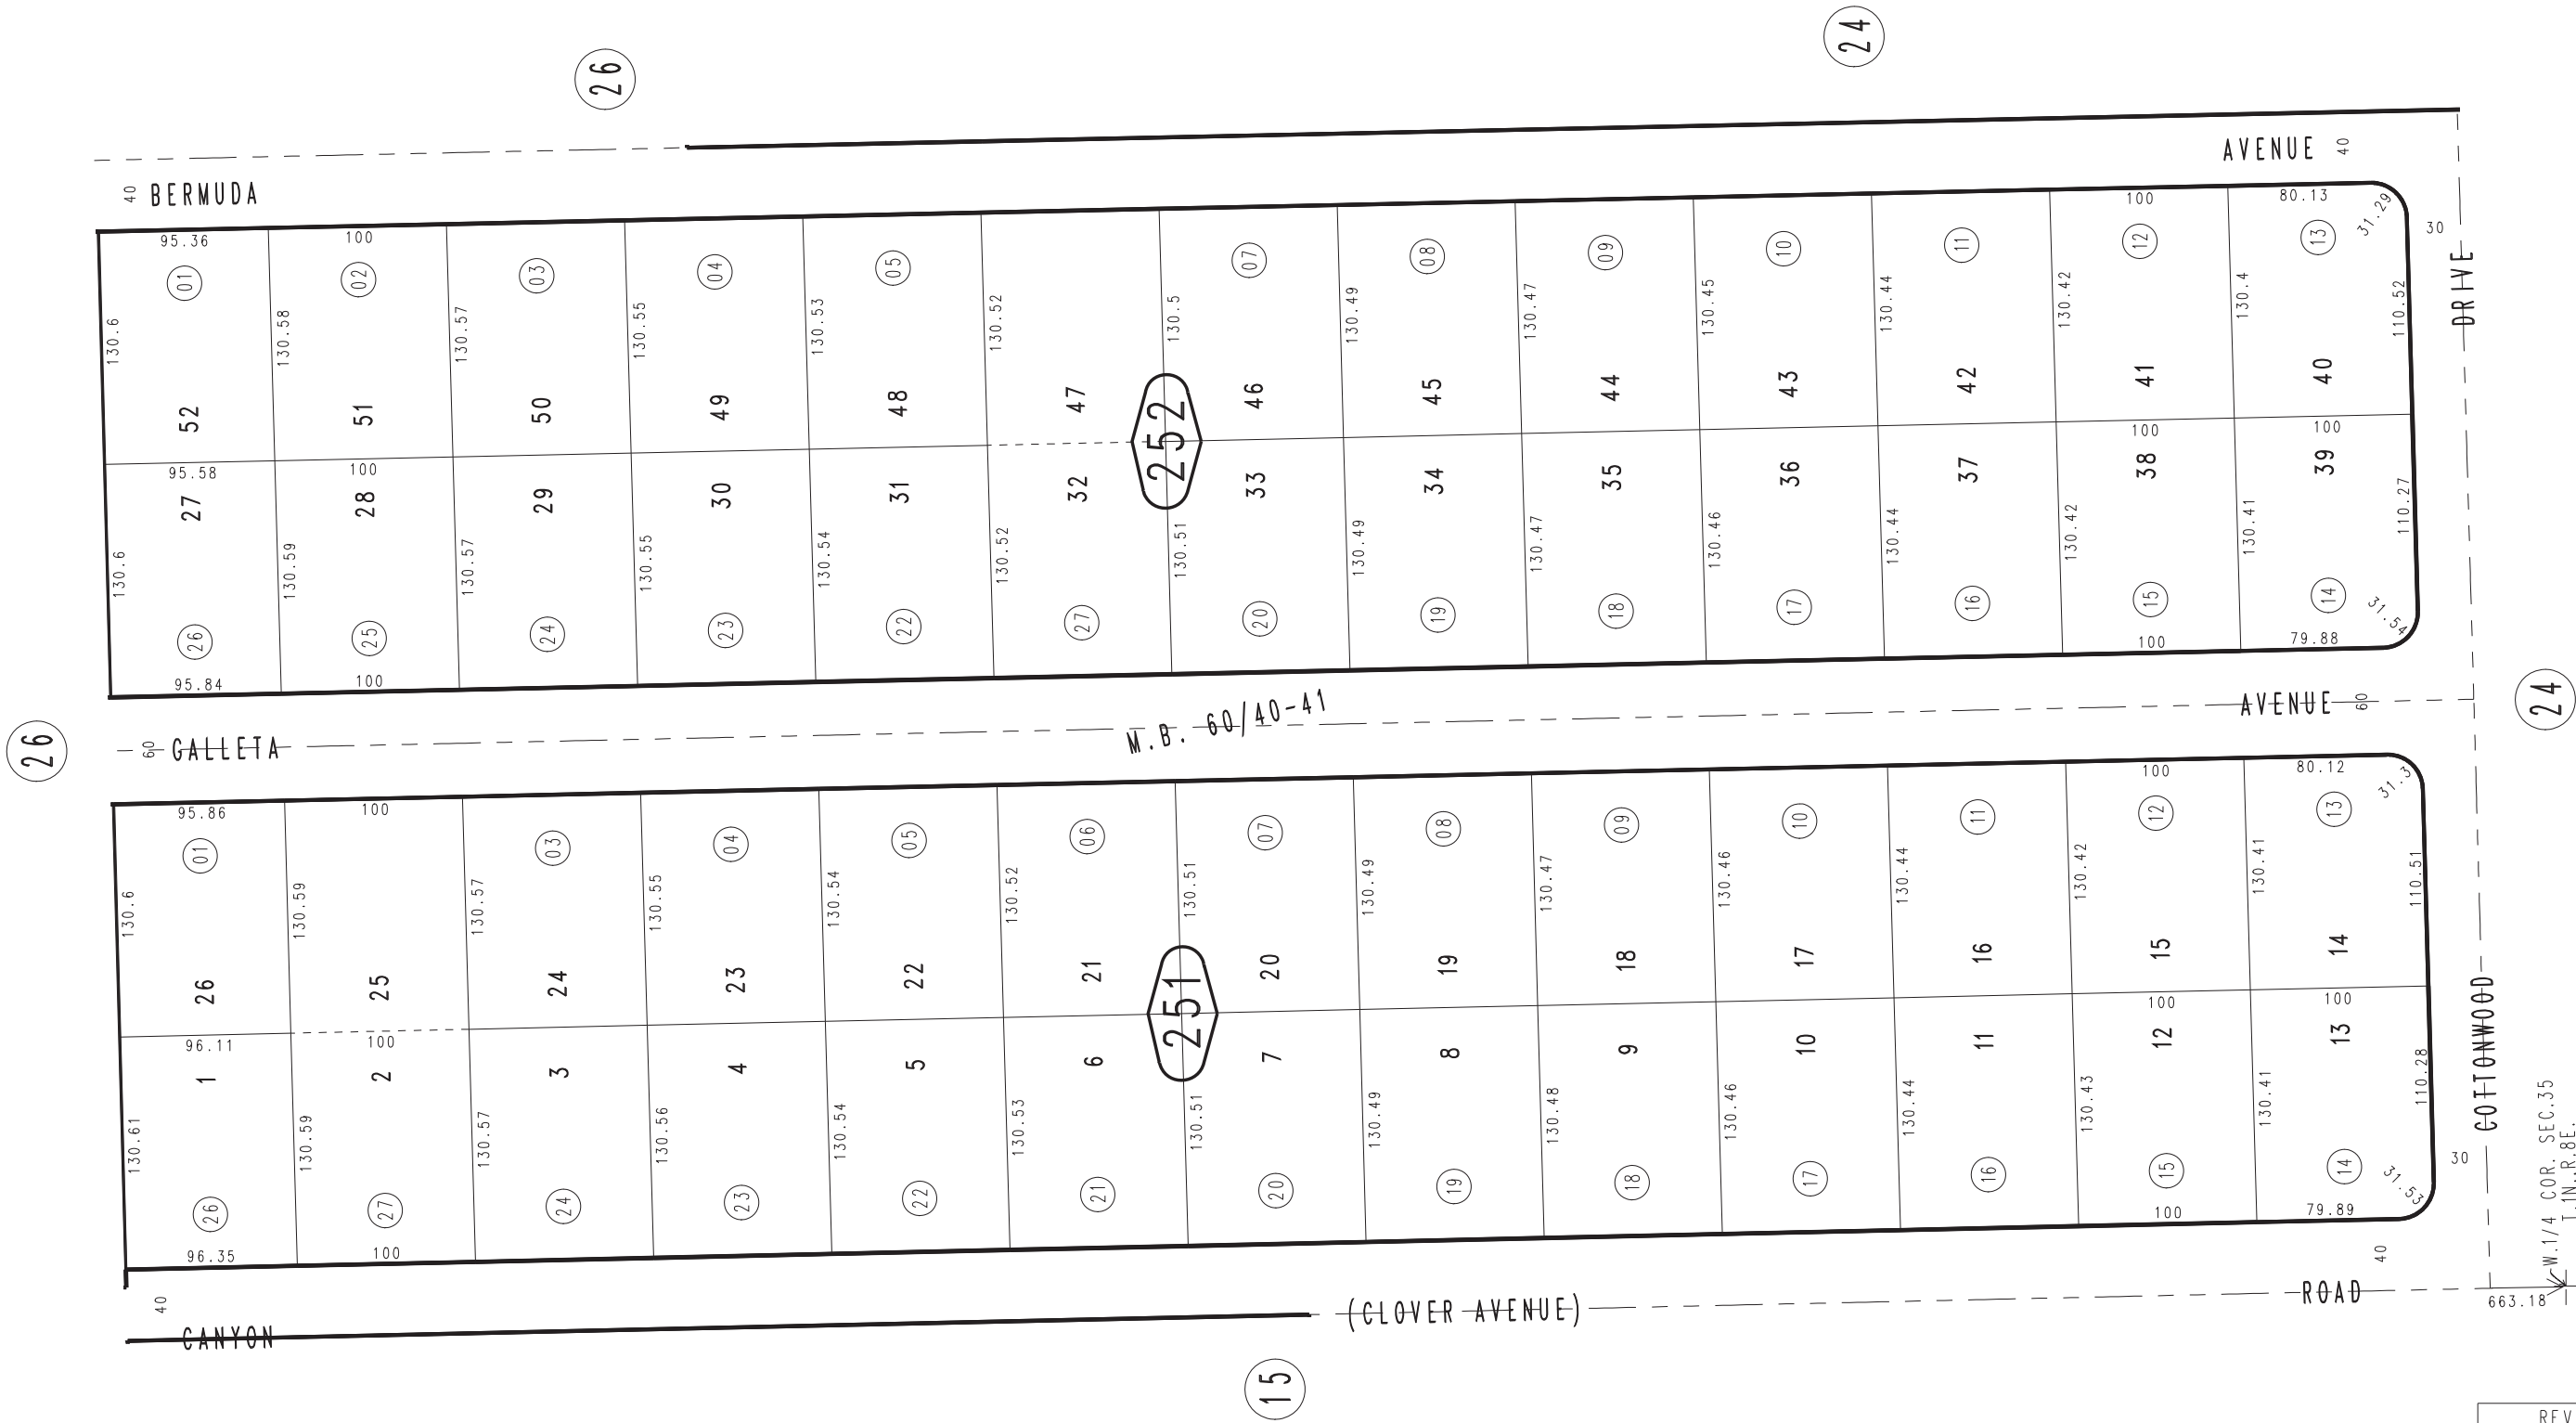 26
24
40 BERMUDA
AVENUE 40
95.36 100 100 80.13 31.29
01 02 03 04 05 07 08 09 10 11 12 13
30
DRIVE
130.6 130.58 130.57 130.55 130.53 130.52 130.5 130.49 130.47 130.45 130.44 130.42 130.4 110.52
52 51 50 49 48 47 46 45 44 43 42 41 40
252
95.58 100 100 100
27 28 29 30 31 32 33 34 35 36 37 38 39
130.6 130.59 130.57 130.55 130.54 130.52 130.51 130.49 130.47 130.46 130.44 130.42 130.41 110.27
26 25 24 23 22 27 20 19 18 17 16 15 14
95.84 100 100 79.88 31.54
26
60 GALLETA
M.B. 60/40-41
AVENUE 60
24
95.86 100 100 80.12 31.3
01 03 04 05 06 07 08 09 10 11 12 13
130.6 130.59 130.57 130.55 130.54 130.52 130.51 130.49 130.47 130.46 130.44 130.42 130.41 110.51
26 25 24 23 22 21 20 19 18 17 16 15 14
251
96.11 100 100 100
1 2 3 4 5 6 7 8 9 10 11 12 13
COTTONWOOD
130.61 130.59 130.57 130.56 130.54 130.53 130.51 130.49 130.48 130.46 130.44 130.43 130.41 110.28
26 27 24 23 22 21 20 19 18 17 16 15 14
30
96.35 100 100 79.89 31.53
40
40
CANYON
(CLOVER AVENUE)
ROAD
663.18
W.1/4 COR. SEC.35
T.1N.,R.8E.
15
REV